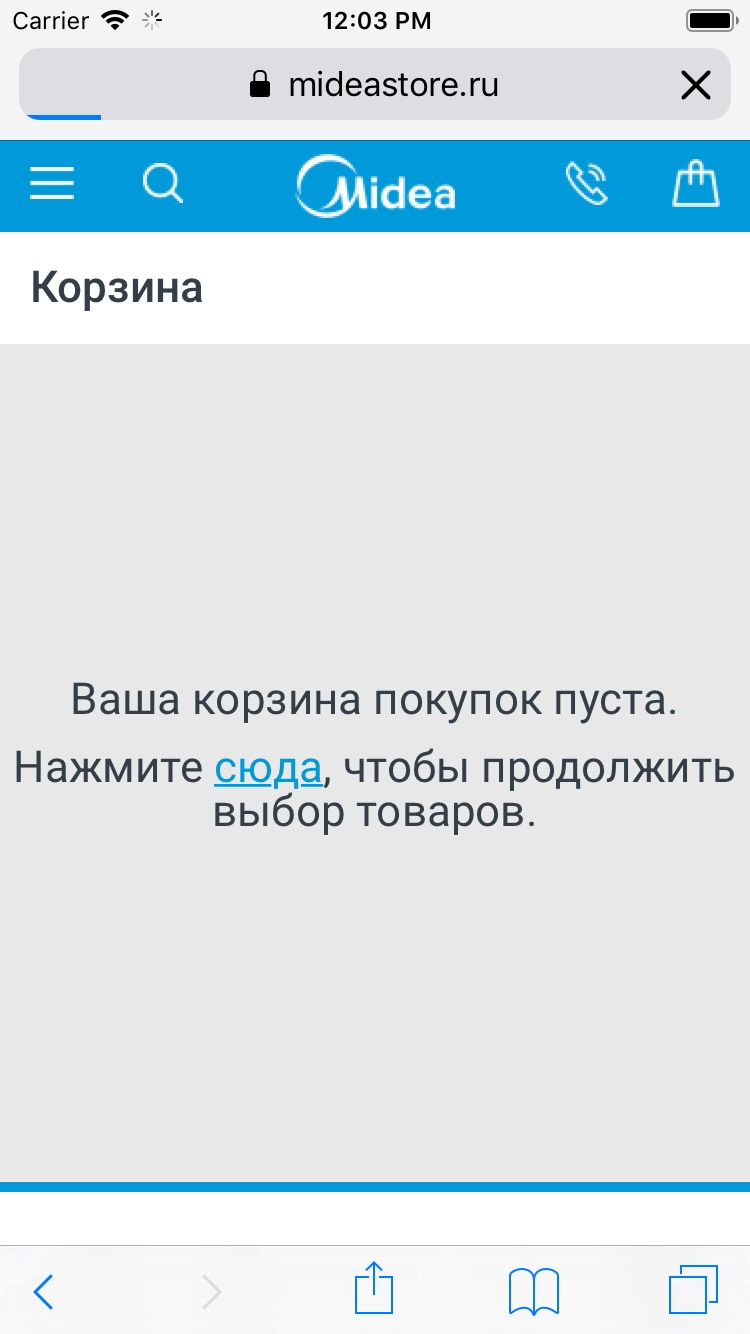 Carrier 12:03 PM
mideastore.ru
Midea
Корзина
Ваша корзина покупок пуста.
Нажмите сюда, чтобы продолжить
выбор товаров.